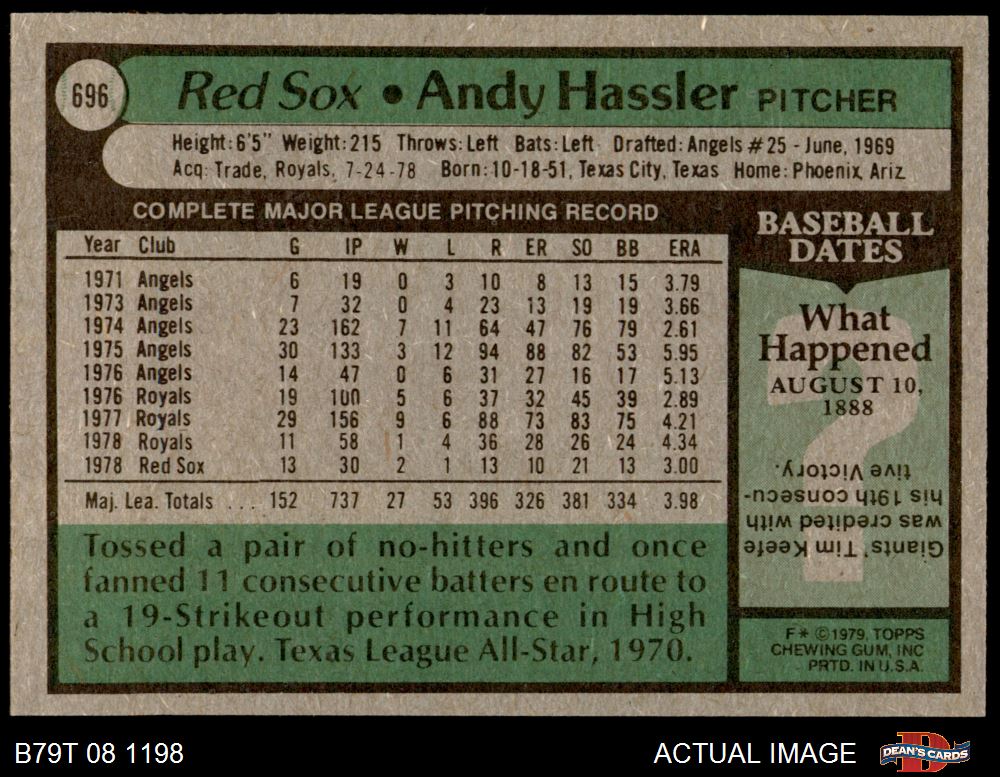 696
Red Sox • Andy Hassler PITCHER
Height: 6'5" Weight: 215 Throws: Left Bats: Left Drafted: Angels #25 - June, 1969
Acq: Trade, Royals, 7-24-78 Born: 10-18-51, Texas City, Texas Home: Phoenix, Ariz.
COMPLETE MAJOR LEAGUE PITCHING RECORD
Year Club G IP W L R ER SO BB ERA
1971 Angels 6 19 0 3 10 8 13 15 3.79
1973 Angels 7 32 0 4 23 13 19 19 3.66
1974 Angels 23 162 7 11 64 47 76 79 2.61
1975 Angels 30 133 3 12 94 88 82 53 5.95
1976 Angels 14 47 0 6 31 27 16 17 5.13
1976 Royals 19 100 5 6 37 32 45 39 2.89
1977 Royals 29 156 9 6 88 73 83 75 4.21
1978 Royals 11 58 1 4 36 28 26 24 4.34
1978 Red Sox 13 30 2 1 13 10 21 13 3.00
Maj. Lea. Totals . . . 152 737 27 53 396 326 381 334 3.98
Tossed a pair of no-hitters and once
fanned 11 consecutive batters en route to
a 19-Strikeout performance in High
School play. Texas League All-Star, 1970.
BASEBALL
DATES
What
Happened
AUGUST 10,
1888
Giants' Tim Keefe
was credited with
his 19th consecu-
tive Victory.
F* ©1979, TOPPS
CHEWING GUM, INC
PRTD. IN U.S.A.
B79T 08 1198
ACTUAL IMAGE
D
DEAN'S CARDS